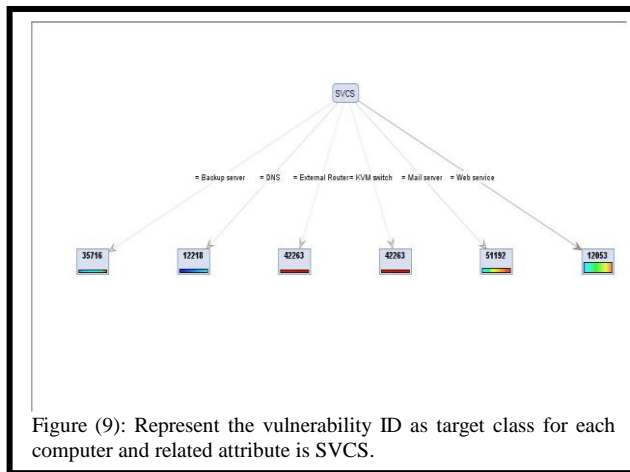 SVCS
= Backup server = DNS = External Router = KVM switch = Mail server = Web service
35716 12218 42263 42263 51192 12053
Figure (9): Represent the vulnerability ID as target class for each
computer and related attribute is SVCS.